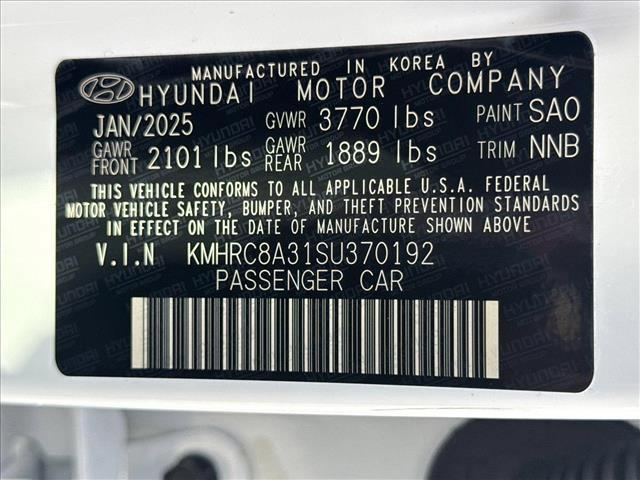 MANUFACTURED IN KOREA BY
HYUNDAI MOTOR COMPANY
JAN/2025 GVWR 3770 lbs PAINT SAO
GAWR FRONT 2101 lbs GAWR REAR 1889 lbs TRIM NNB
THIS VEHICLE CONFORMS TO ALL APPLICABLE U.S.A. FEDERAL
MOTOR VEHICLE SAFETY, BUMPER, AND THEFT PREVENTION STANDARDS
IN EFFECT ON THE DATE OF MANUFACTURE SHOWN ABOVE.
V.I.N KMHRC8A31SU370192
PASSENGER CAR